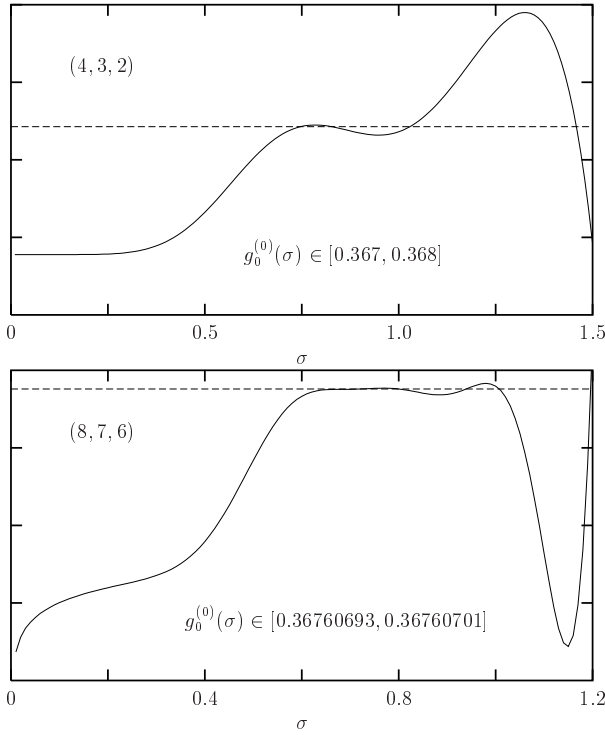 (4, 3, 2)
g_0^{(0)}(σ) ∈ [0.367, 0.368]
0 0.5 1.0 1.5
σ
(8, 7, 6)
g_0^{(0)}(σ) ∈ [0.36760693, 0.36760701]
0 0.4 0.8 1.2
σ